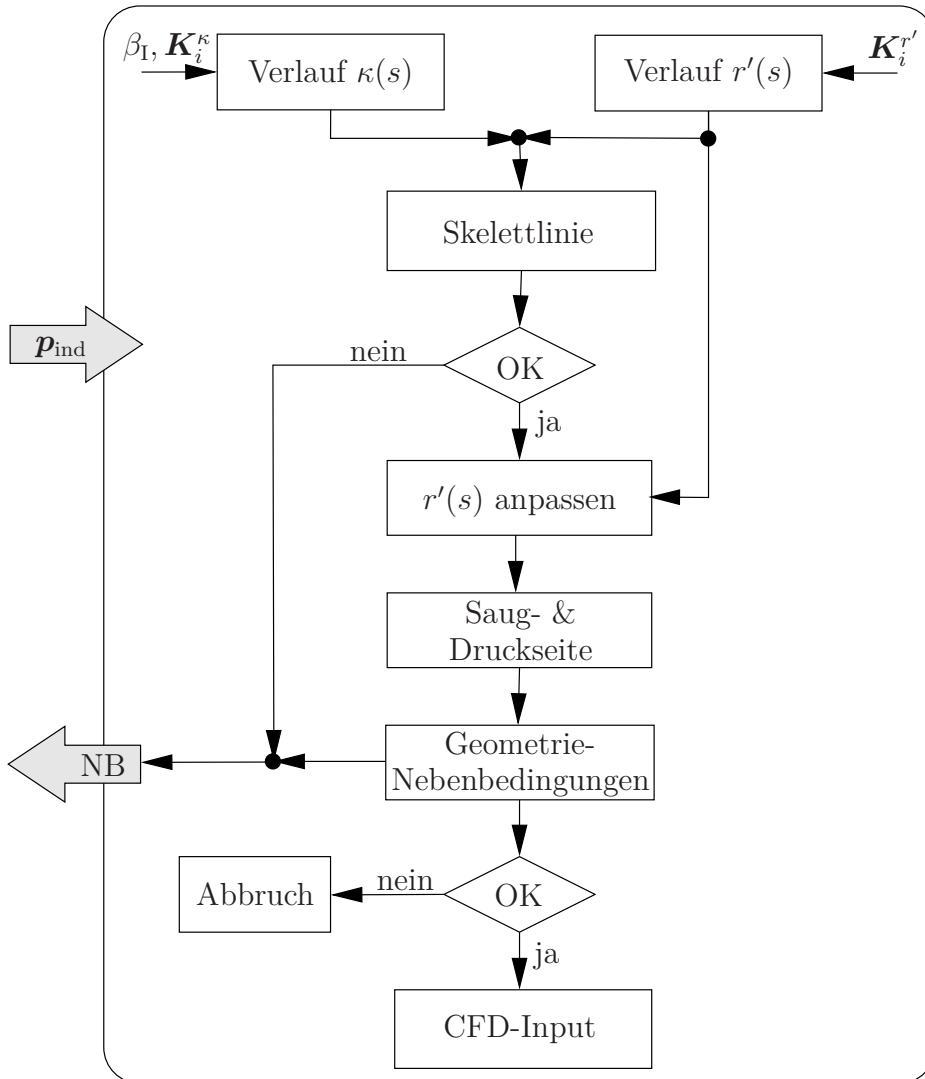 β_I, K_i^κ
Verlauf κ(s)
Verlauf r′(s)
K_i^{r′}
Skelettlinie
p_ind
nein
OK
ja
r′(s) anpassen
Saug- &
Druckseite
NB
Geometrie-
Nebenbedingungen
Abbruch
nein
OK
ja
CFD-Input